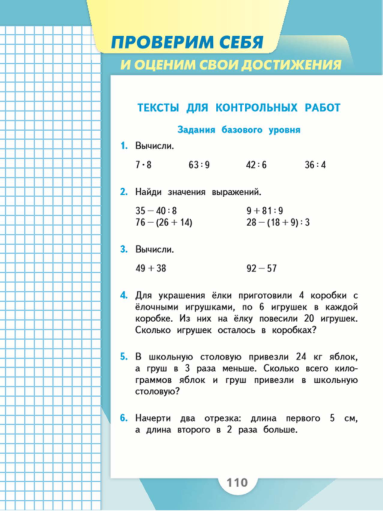 ПРОВЕРИМ СЕБЯ
И ОЦЕНИМ СВОИ ДОСТИЖЕНИЯ
ТЕКСТЫ ДЛЯ КОНТРОЛЬНЫХ РАБОТ
Задания базового уровня
1. Вычисли.
7 · 8 63 : 9 42 : 6 36 : 4
2. Найди значения выражений.
35 – 40 : 8 9 + 81 : 9
76 – (26 + 14) 28 – (18 + 9) : 3
3. Вычисли.
49 + 38 92 – 57
4. Для украшения ёлки приготовили 4 коробки с
ёлочными игрушками, по 6 игрушек в каждой
коробке. Из них на ёлку повесили 20 игрушек.
Сколько игрушек осталось в коробках?
5. В школьную столовую привезли 24 кг яблок,
а груш в 3 раза меньше. Сколько всего кило-
граммов яблок и груш привезли в школьную
столовую?
6. Начерти два отрезка: длина первого 5 см,
а длина второго в 2 раза больше.
110